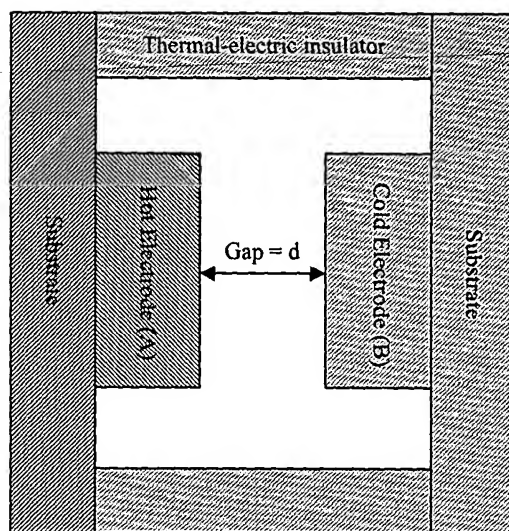 Thermal-electric insulator
Substrate
Hot Electrode (A)
Gap = d
Cold Electrode (B)
Substrate